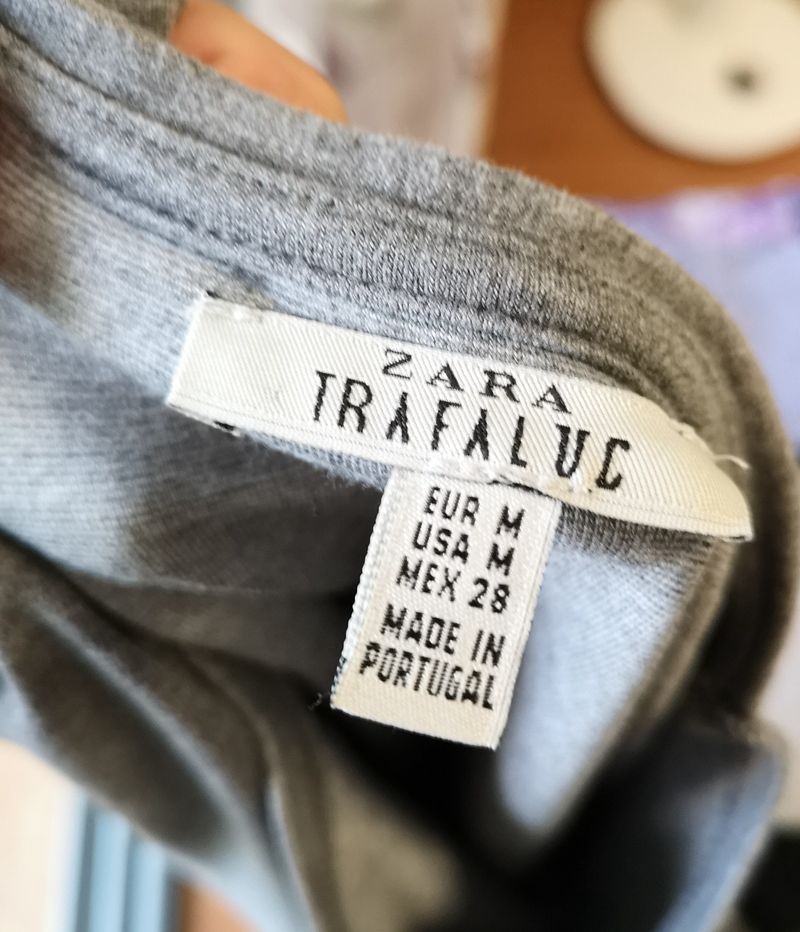 ZARA
TRAFALUC
EUR M
USA M
MEX 28
MADE IN
PORTUGAL